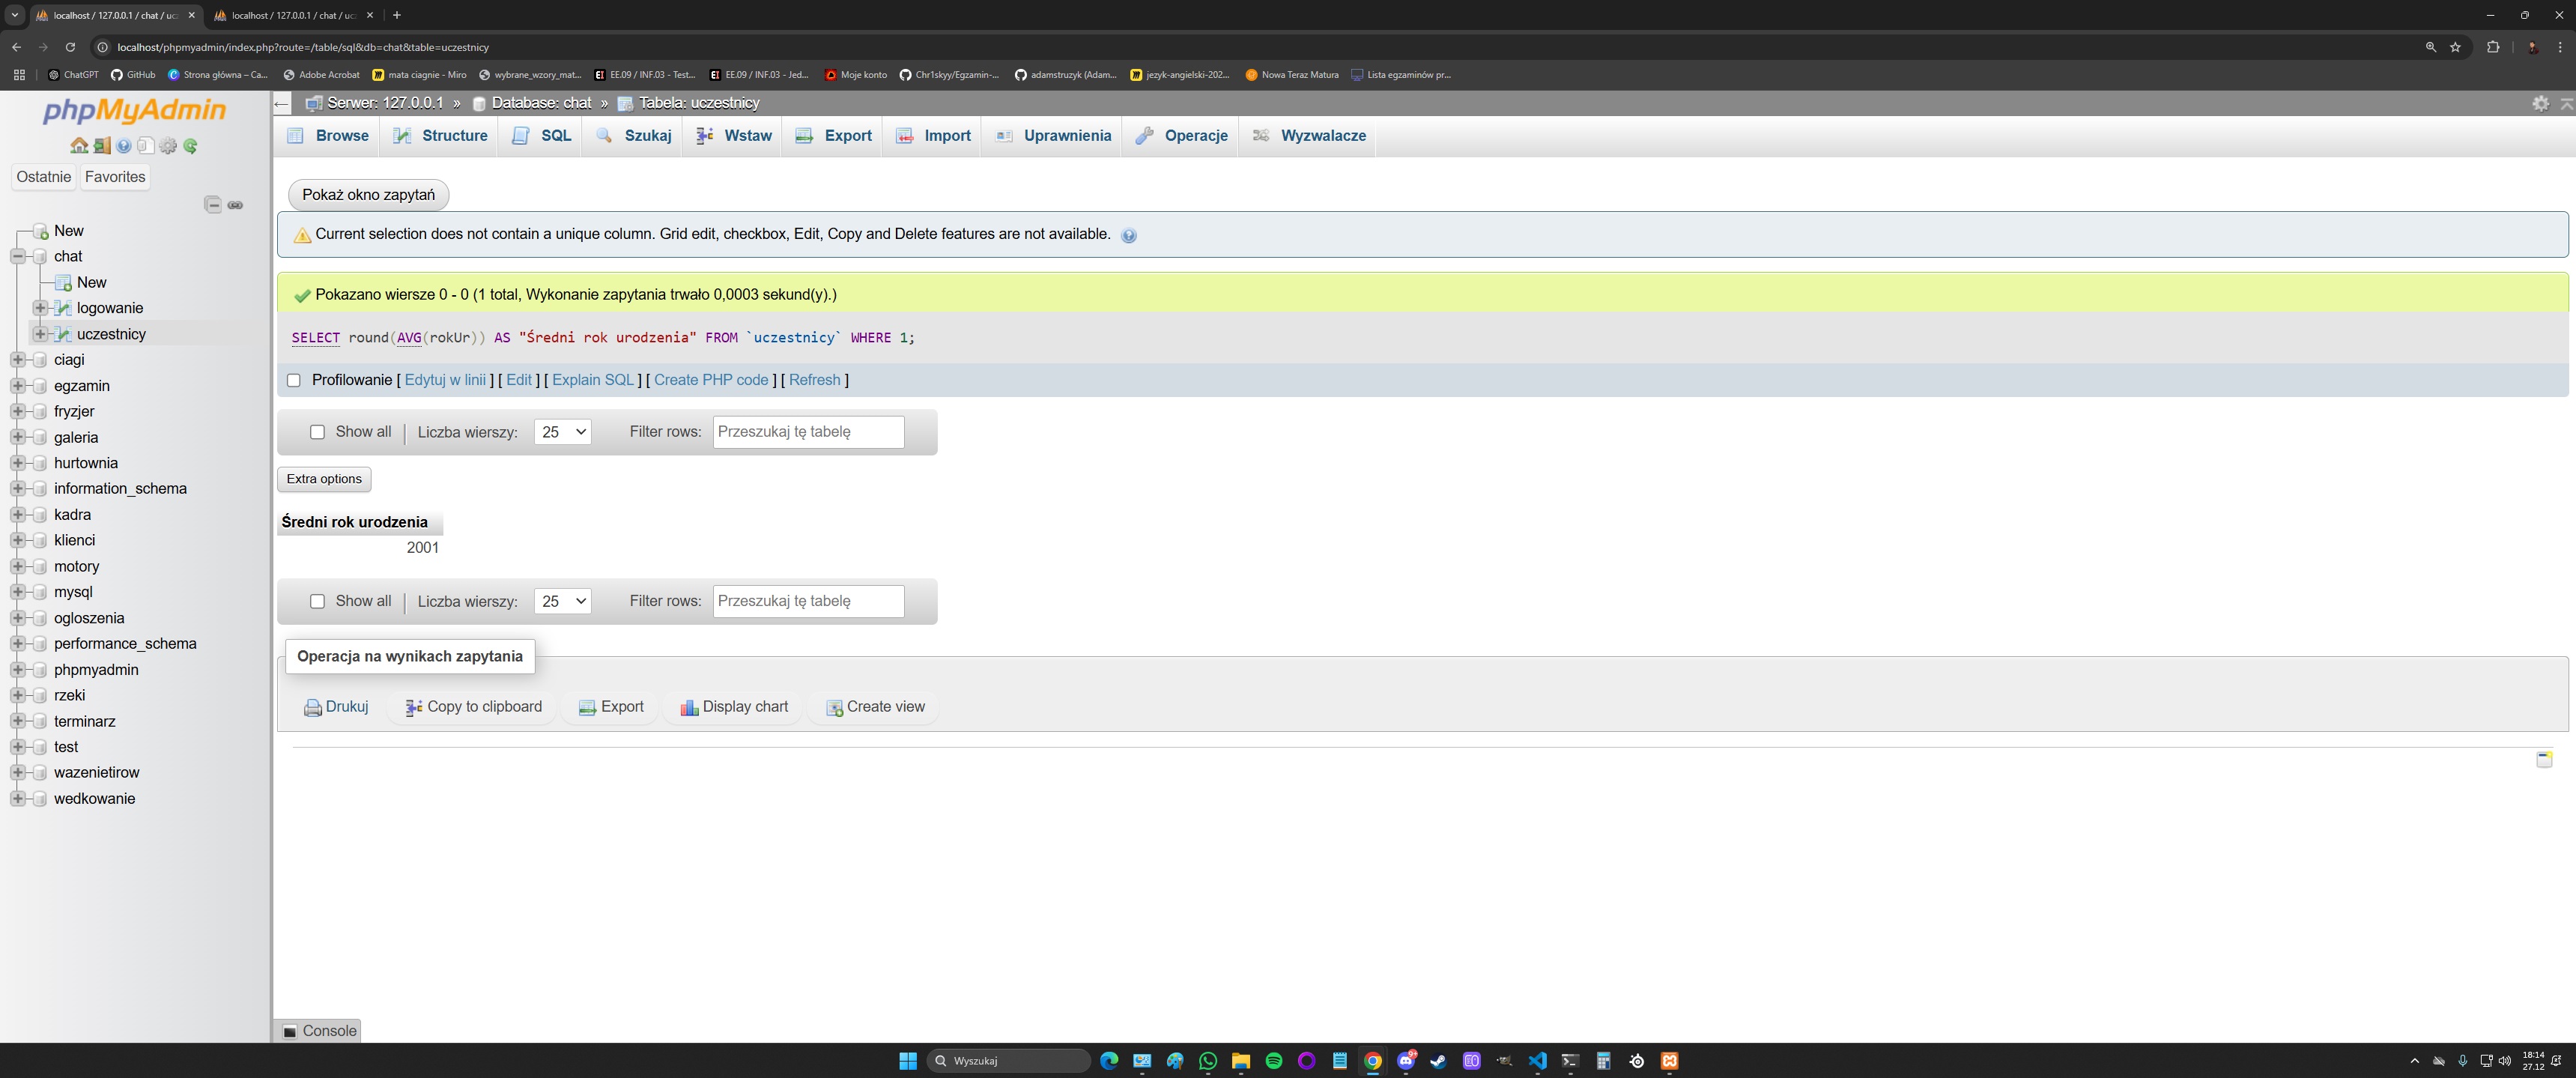 localhost / 127.0.0.1 / chat / uc
localhost / 127.0.0.1 / chat / uc
localhost/phpmyadmin/index.php?route=/table/sql&db=chat&table=uczestnicy
ChatGPT
GitHub
Strona główna – Ca...
Adobe Acrobat
mata ciagnie - Miro
wybrane_wzory_mat...
EE.09 / INF.03 - Test...
EE.09 / INF.03 - Jed...
Moje konto
Chr1skyy/Egzamin-...
adamstruzyk (Adam...
jezyk-angielski-202...
Nowa Teraz Matura
Lista egzaminów pr...
phpMyAdmin
Ostatnie
Favorites
New
chat
New
logowanie
uczestnicy
ciagi
egzamin
fryzjer
galeria
hurtownia
information_schema
kadra
klienci
motory
mysql
ogloszenia
performance_schema
phpmyadmin
rzeki
terminarz
test
wazenietirow
wedkowanie
Serwer: 127.0.0.1 » Database: chat » Tabela: uczestnicy
Browse
Structure
SQL
Szukaj
Wstaw
Export
Import
Uprawnienia
Operacje
Wyzwalacze
Pokaż okno zapytań
Current selection does not contain a unique column. Grid edit, checkbox, Edit, Copy and Delete features are not available.
Pokazano wiersze 0 - 0 (1 total, Wykonanie zapytania trwało 0,0003 sekund(y).)
SELECT round(AVG(rokUr)) AS "Średni rok urodzenia" FROM `uczestnicy` WHERE 1;
Profilowanie [ Edytuj w linii ] [ Edit ] [ Explain SQL ] [ Create PHP code ] [ Refresh ]
Show all | Liczba wierszy: 25 Filter rows: Przeszukaj tę tabelę
Extra options
Średni rok urodzenia
2001
Show all | Liczba wierszy: 25 Filter rows: Przeszukaj tę tabelę
Operacja na wynikach zapytania
Drukuj
Copy to clipboard
Export
Display chart
Create view
Console
Wyszukaj
18:14
27.12